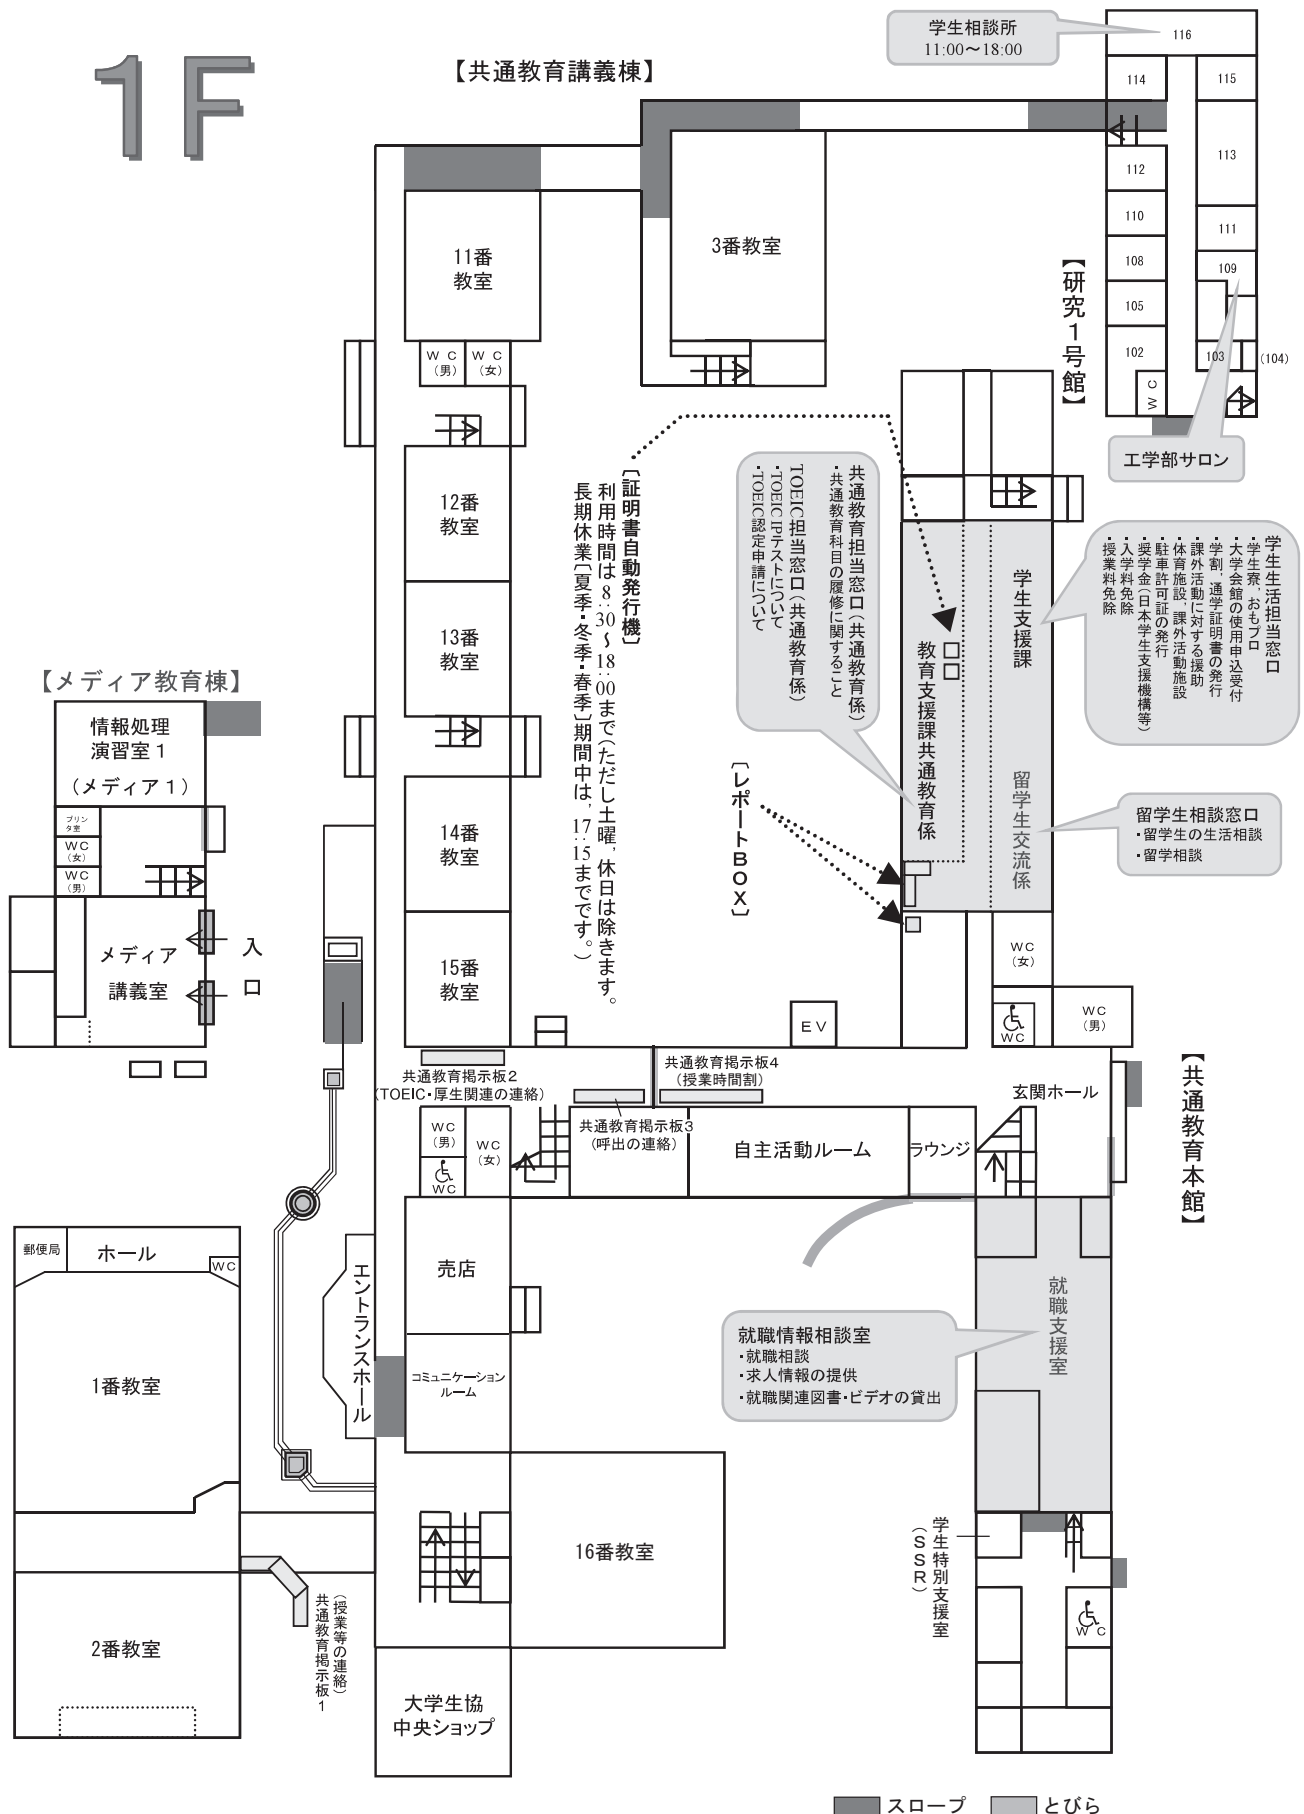 1F
【共通教育講義棟】
学生相談所
11:00〜18:00
116
114
115
113
112
110
111
108
109
105
102
103
(104)
WC
【研究1号館】
工学部サロン
11番
教室
3番教室
WC
(男)
WC
(女)
12番
教室
13番
教室
14番
教室
15番
教室
[証明書自動発行機]
利用時間は8:30〜18:00まで(ただし土曜,休日は除きます。
長期休業[夏季・冬季・春季]期間中は,17:15までです。)
共通教育担当窓口(共通教育係)
・共通教育科目の履修に関すること
TOEIC担当窓口(共通教育係)
・TOEIC IPテストについて
・TOEIC認定申請について
学生支援課
教育支援課共通教育係
留学生交流係
学生生活担当窓口
・学生寮,おもプロ
・大学会館の使用申込受付
・学割,通学証明書の発行
・課外活動に対する援助
・体育施設,課外活動施設
・駐車許可証の発行
・奨学金(日本学生支援機構等)
・入学料免除
・授業料免除
留学生相談窓口
・留学生の生活相談
・留学相談
[レポートBOX]
【メディア教育棟】
情報処理
演習室1
(メディア1)
プリン
タ室
WC
(女)
WC
(男)
メディア
講義室
入
口
EV
WC
(女)
WC
WC
(男)
共通教育掲示板2
(TOEIC・厚生関連の連絡)
共通教育掲示板4
(授業時間割)
共通教育掲示板3
(呼出の連絡)
WC
(男)
WC
(女)
WC
自主活動ルーム
ラウンジ
玄関ホール
【共通教育本館】
郵便局
ホール
WC
1番教室
2番教室
エントランスホール
売店
コミュニケーション
ルーム
就職情報相談室
・就職相談
・求人情報の提供
・就職関連図書・ビデオの貸出
就職支援室
16番教室
学生特別支援室
(SSR)
WC
(授業等の連絡)
共通教育掲示板1
大学生協
中央ショップ
スロープ
とびら